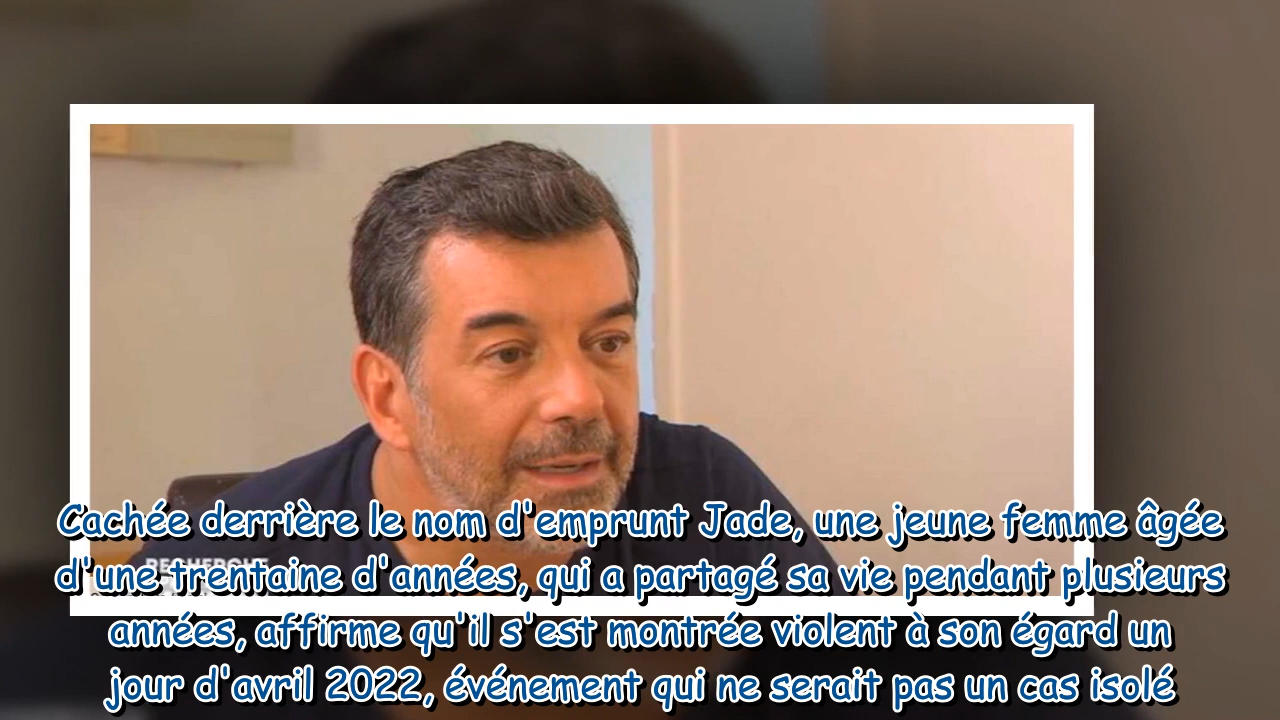 RECHERCHE
Cachée derrière le nom d'emprunt Jade, une jeune femme âgée
d'une trentaine d'années, qui a partagé sa vie pendant plusieurs
années, affirme qu'il s'est montrée violent à son égard un
jour d'avril 2022, événement qui ne serait pas un cas isolé